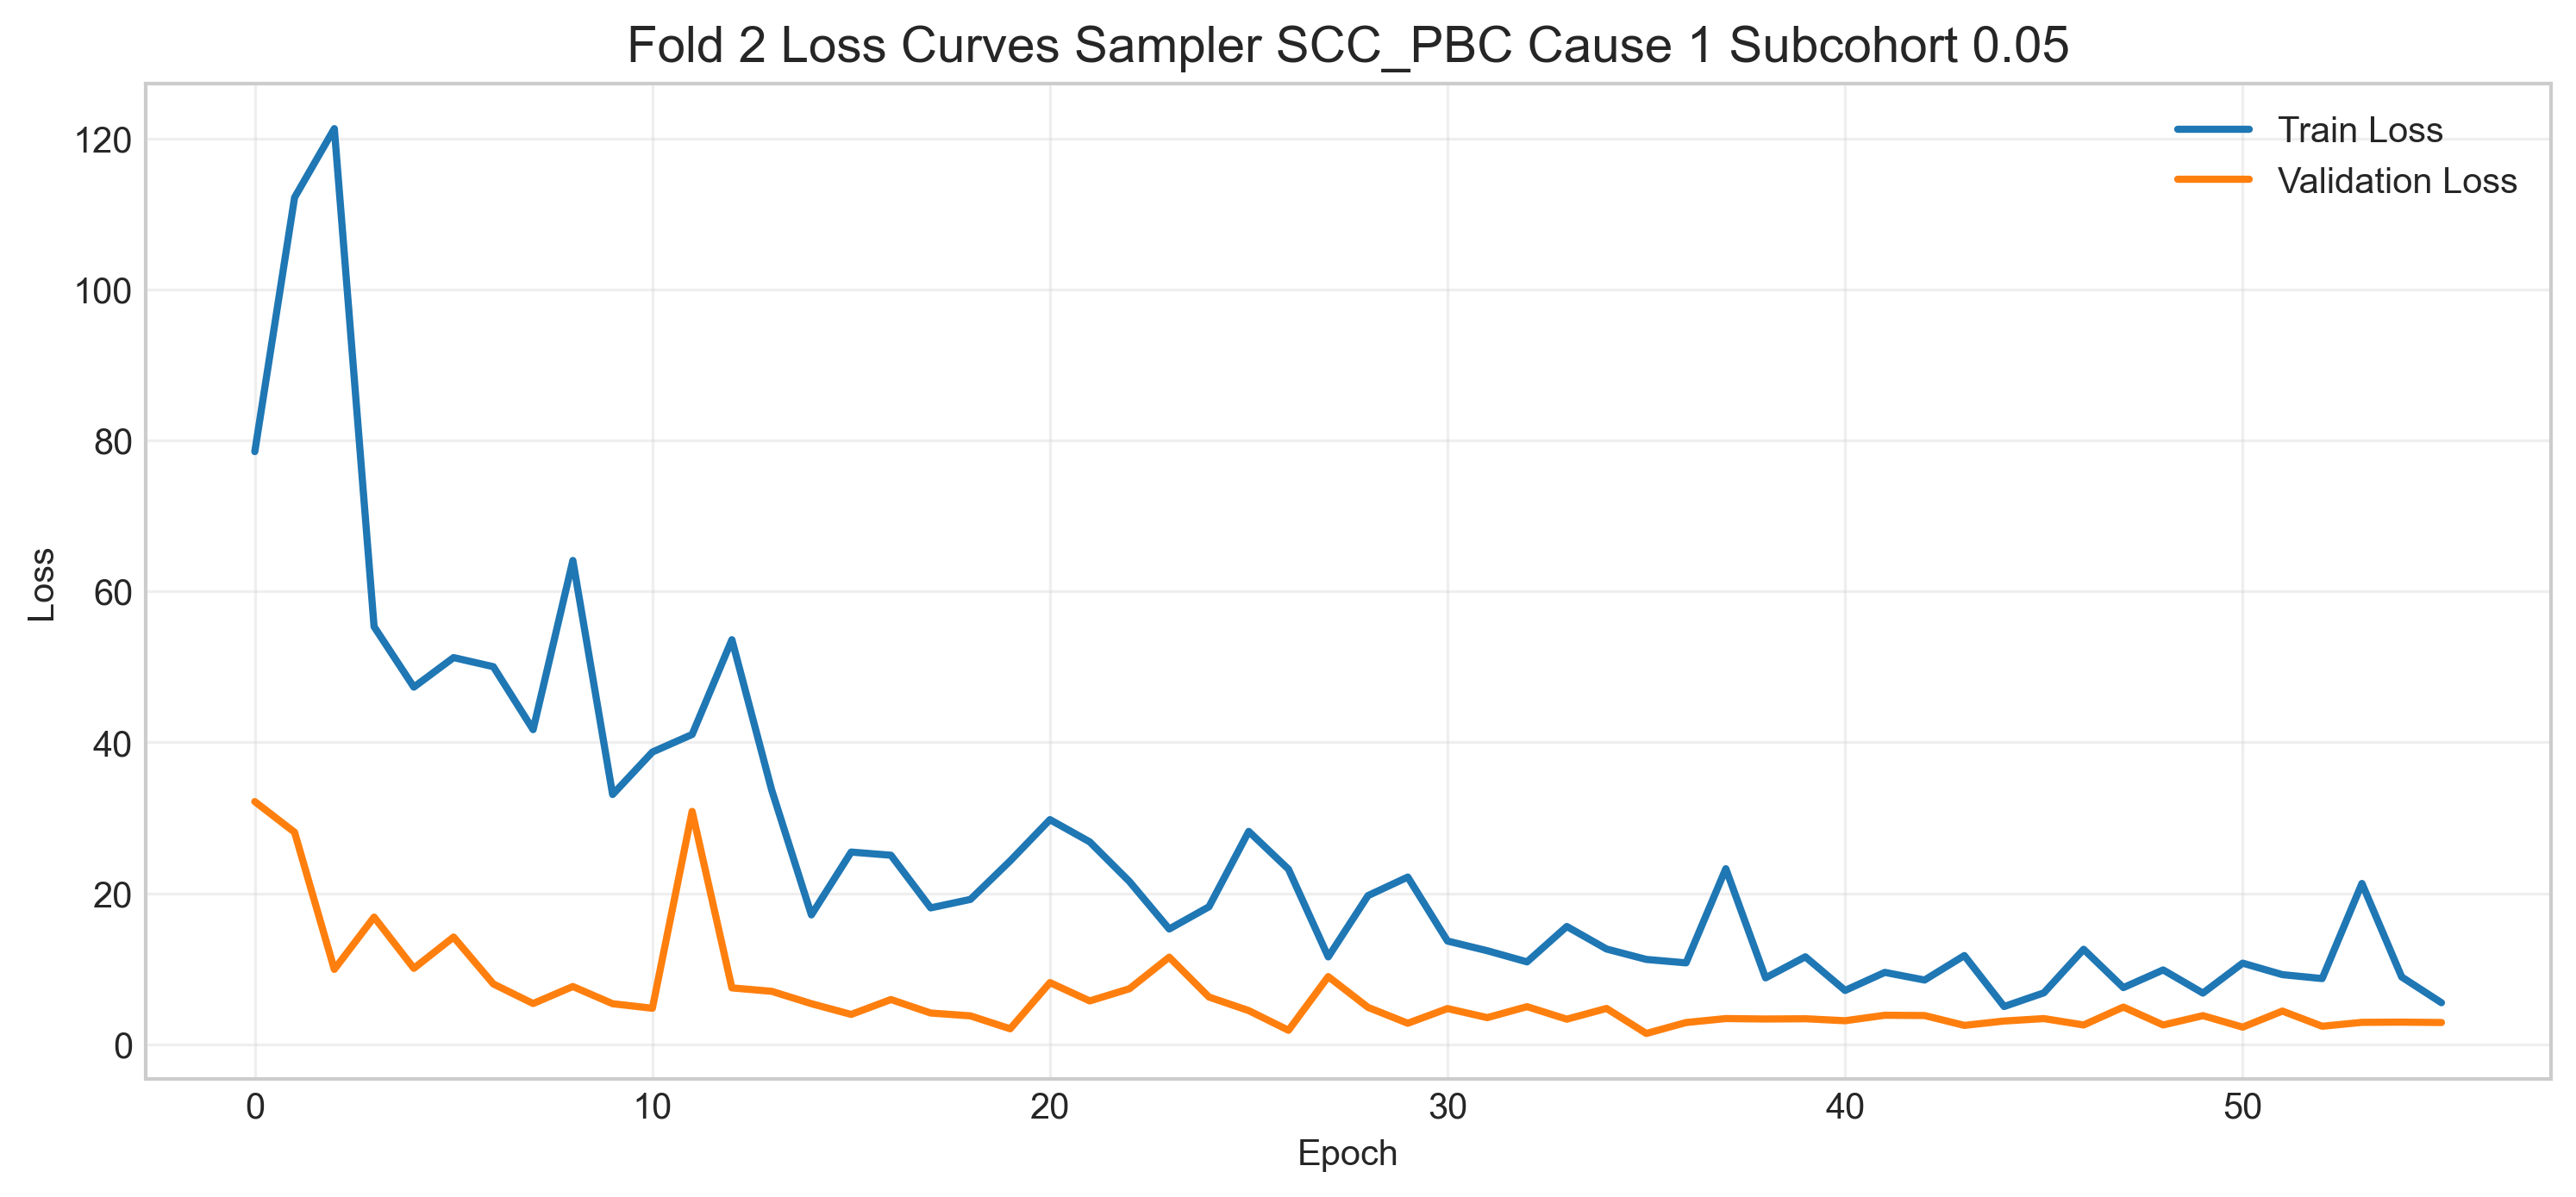 Fold 2 Loss Curves Sampler SCC_PBC Cause 1 Subcohort 0.05
Train Loss
Validation Loss
120
100
80
60
40
20
0
Loss
0 10 20 30 40 50
Epoch